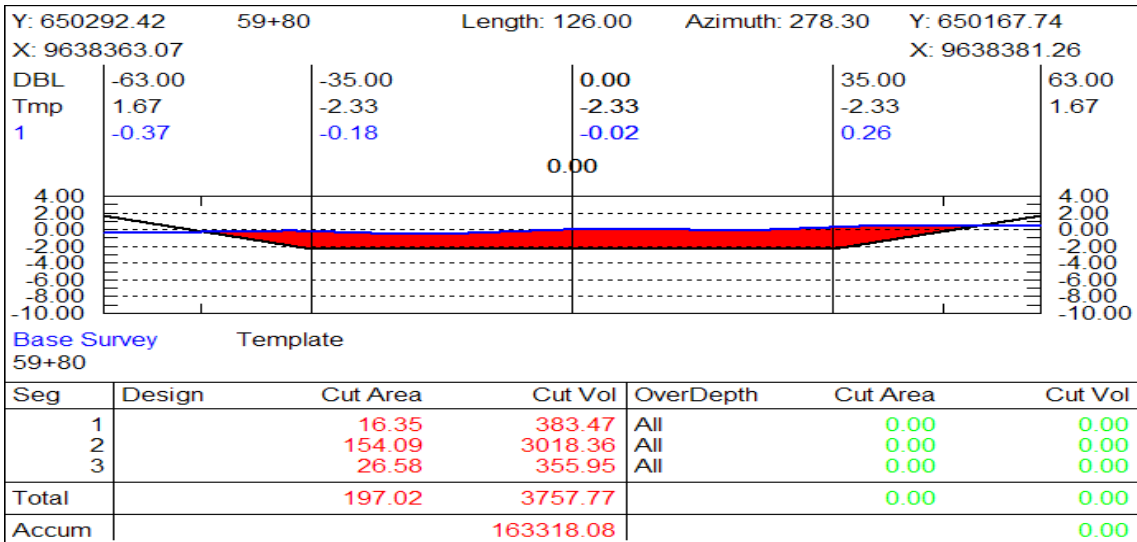 Y: 650292.42 59+80 Length: 126.00 Azimuth: 278.30 Y: 650167.74
X: 9638363.07 X: 9638381.26
DBL -63.00 -35.00 0.00 35.00 63.00
Tmp 1.67 -2.33 -2.33 -2.33 1.67
1 -0.37 -0.18 -0.02 0.26
0.00
4.00 4.00
2.00 2.00
0.00 0.00
-2.00 -2.00
-4.00 -4.00
-6.00 -6.00
-8.00 -8.00
-10.00 -10.00
Base Survey Template
59+80
Seg Design Cut Area Cut Vol OverDepth Cut Area Cut Vol
1 16.35 383.47 All 0.00 0.00
2 154.09 3018.36 All 0.00 0.00
3 26.58 355.95 All 0.00 0.00
Total 197.02 3757.77 0.00 0.00
Accum 163318.08 0.00